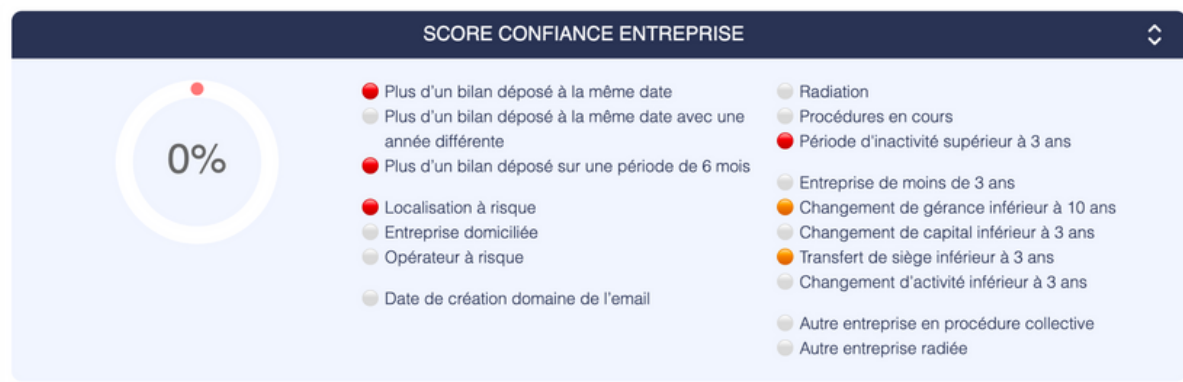 SCORE CONFIANCE ENTREPRISE
0%
Plus d'un bilan déposé à la même date
Plus d'un bilan déposé à la même date avec une
année différente
Plus d'un bilan déposé sur une période de 6 mois
Localisation à risque
Entreprise domiciliée
Opérateur à risque
Date de création domaine de l'email
Radiation
Procédures en cours
Période d'inactivité supérieur à 3 ans
Entreprise de moins de 3 ans
Changement de gérance inférieur à 10 ans
Changement de capital inférieur à 3 ans
Transfert de siège inférieur à 3 ans
Changement d'activité inférieur à 3 ans
Autre entreprise en procédure collective
Autre entreprise radiée